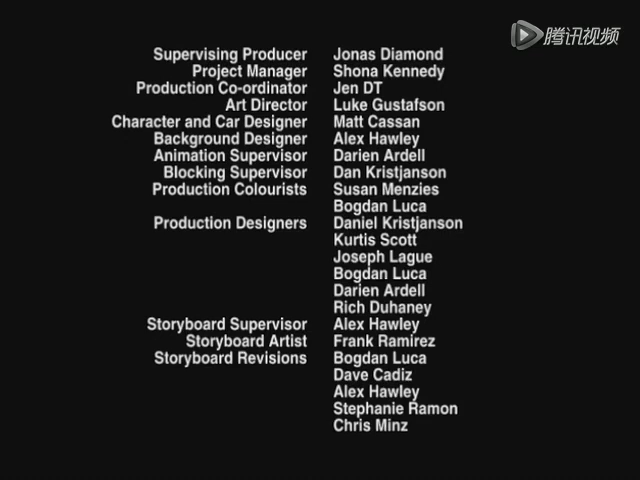 腾讯视频
Supervising Producer Jonas Diamond
Project Manager Shona Kennedy
Production Co-ordinator Jen DT
Art Director Luke Gustafson
Character and Car Designer Matt Cassan
Background Designer Alex Hawley
Animation Supervisor Darien Ardell
Blocking Supervisor Dan Kristjanson
Production Colourists Susan Menzies
Bogdan Luca
Production Designers Daniel Kristjanson
Kurtis Scott
Joseph Lague
Bogdan Luca
Darien Ardell
Rich Duhaney
Storyboard Supervisor Alex Hawley
Storyboard Artist Frank Ramirez
Storyboard Revisions Bogdan Luca
Dave Cadiz
Alex Hawley
Stephanie Ramon
Chris Minz